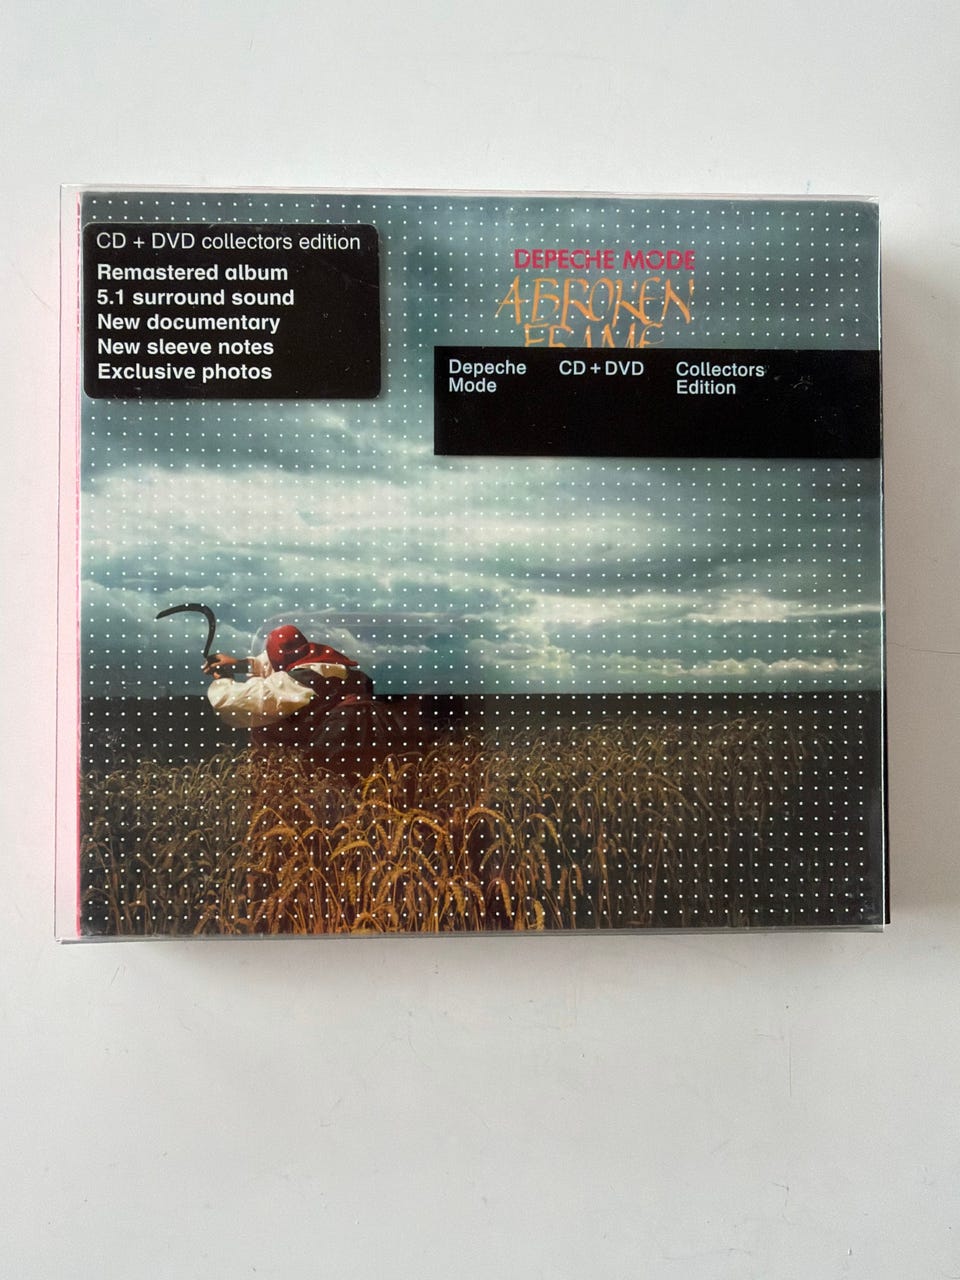 CD + DVD collectors edition
Remastered album
5.1 surround sound
New documentary
New sleeve notes
Exclusive photos
DEPECHE MODE
A BROKEN
FRAME
Depeche Mode
CD + DVD
Collectors Edition